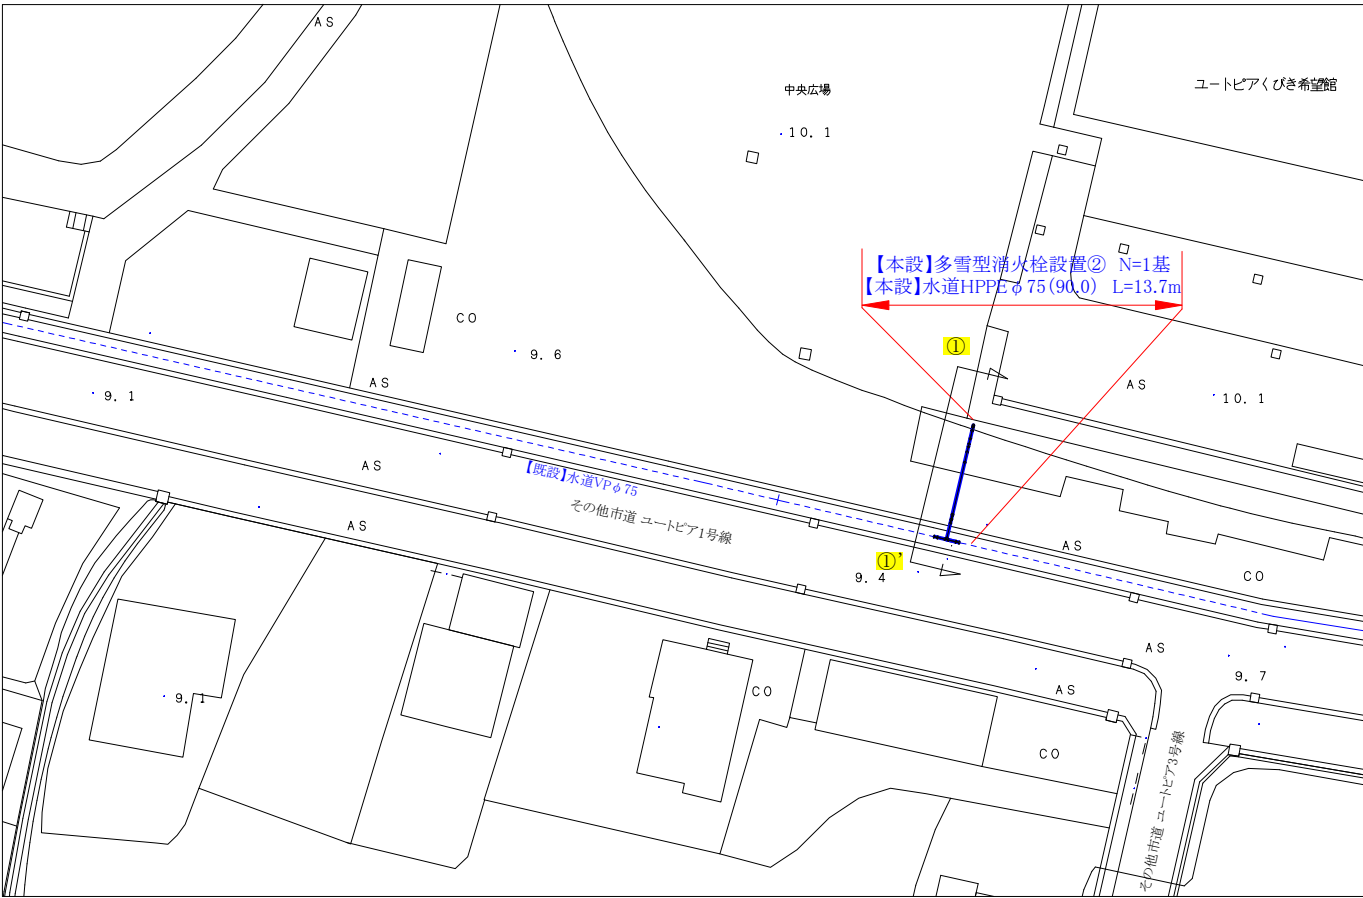 AS
中央広場
ユートピアくびき希望館
10.1
【本設】多雪型消火栓設置② N=1基
【本設】水道HPPEφ75(90.0) L=13.7m
CO
①
9.6
AS
AS
9.1
10.1
AS
【既設】水道VPφ75
その他市道 ユートピア1号線
AS
AS
①’
9.4
CO
AS
9.7
9.1
CO
AS
CO
その他市道 ユートピア3号線